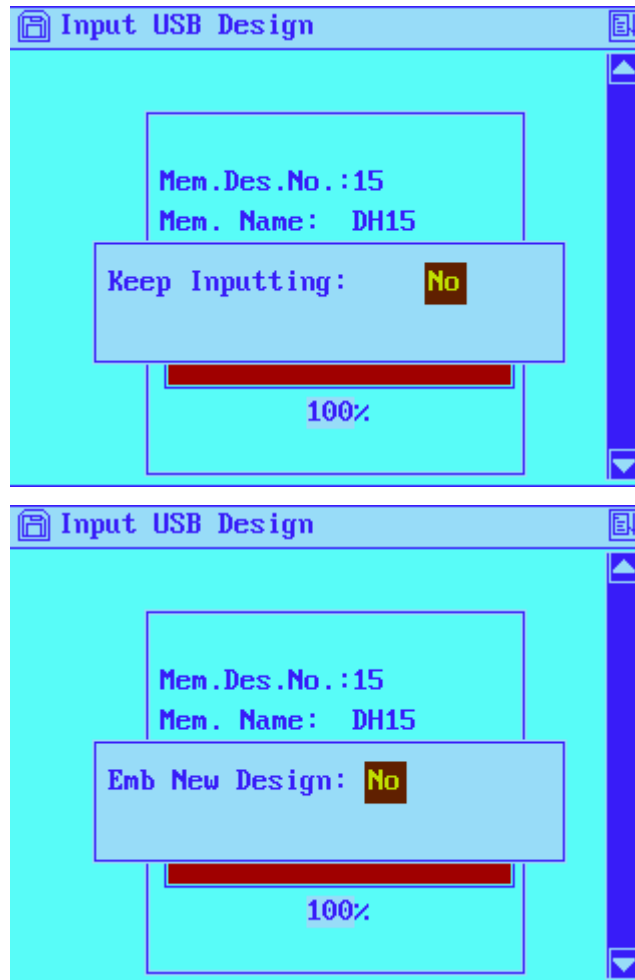 Input USB Design
Mem.Des.No.:15
Mem. Name: DH15
Keep Inputting: No
100%
Input USB Design
Mem.Des.No.:15
Mem. Name: DH15
Emb New Design: No
100%